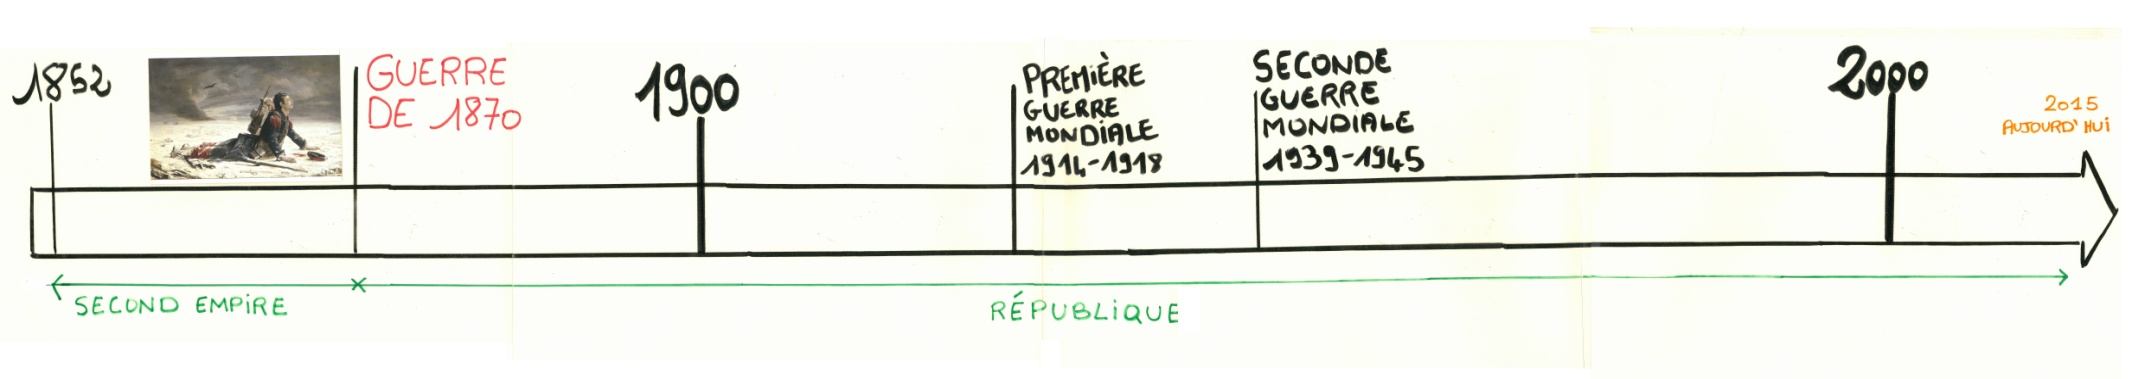 1852
GUERRE
DE 1870
1900
PREMIÈRE
GUERRE
MONDIALE
1914-1918
SECONDE
GUERRE
MONDIALE
1939-1945
2000
2015
AUJOURD'HUI
SECOND EMPIRE
RÉPUBLIQUE